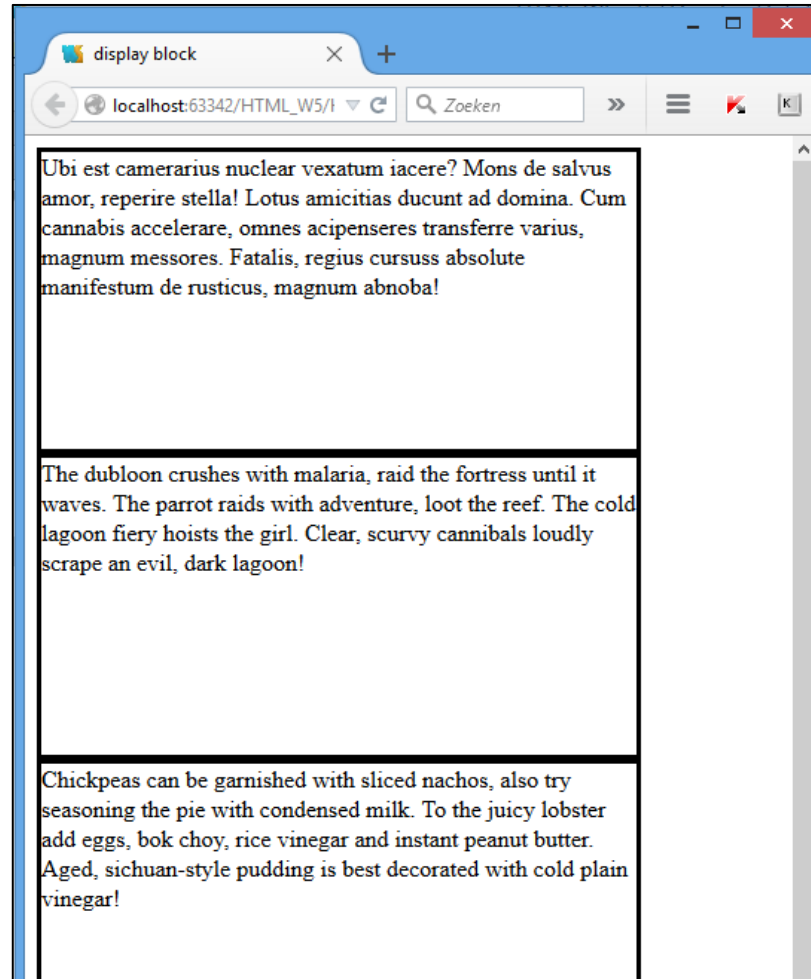 display block
localhost:63342/HTML_W5/H
Zoeken
K
Ubi est camerarius nuclear vexatum iacere? Mons de salvus
amor, reperire stella! Lotus amicitias ducunt ad domina. Cum
cannabis accelerare, omnes acipenseres transferre varius,
magnum messores. Fatalis, regius cursuss absolute
manifestum de rusticus, magnum abnoba!
The dubloon crushes with malaria, raid the fortress until it
waves. The parrot raids with adventure, loot the reef. The cold
lagoon fiery hoists the girl. Clear, scurvy cannibals loudly
scrape an evil, dark lagoon!
Chickpeas can be garnished with sliced nachos, also try
seasoning the pie with condensed milk. To the juicy lobster
add eggs, bok choy, rice vinegar and instant peanut butter.
Aged, sichuan-style pudding is best decorated with cold plain
vinegar!